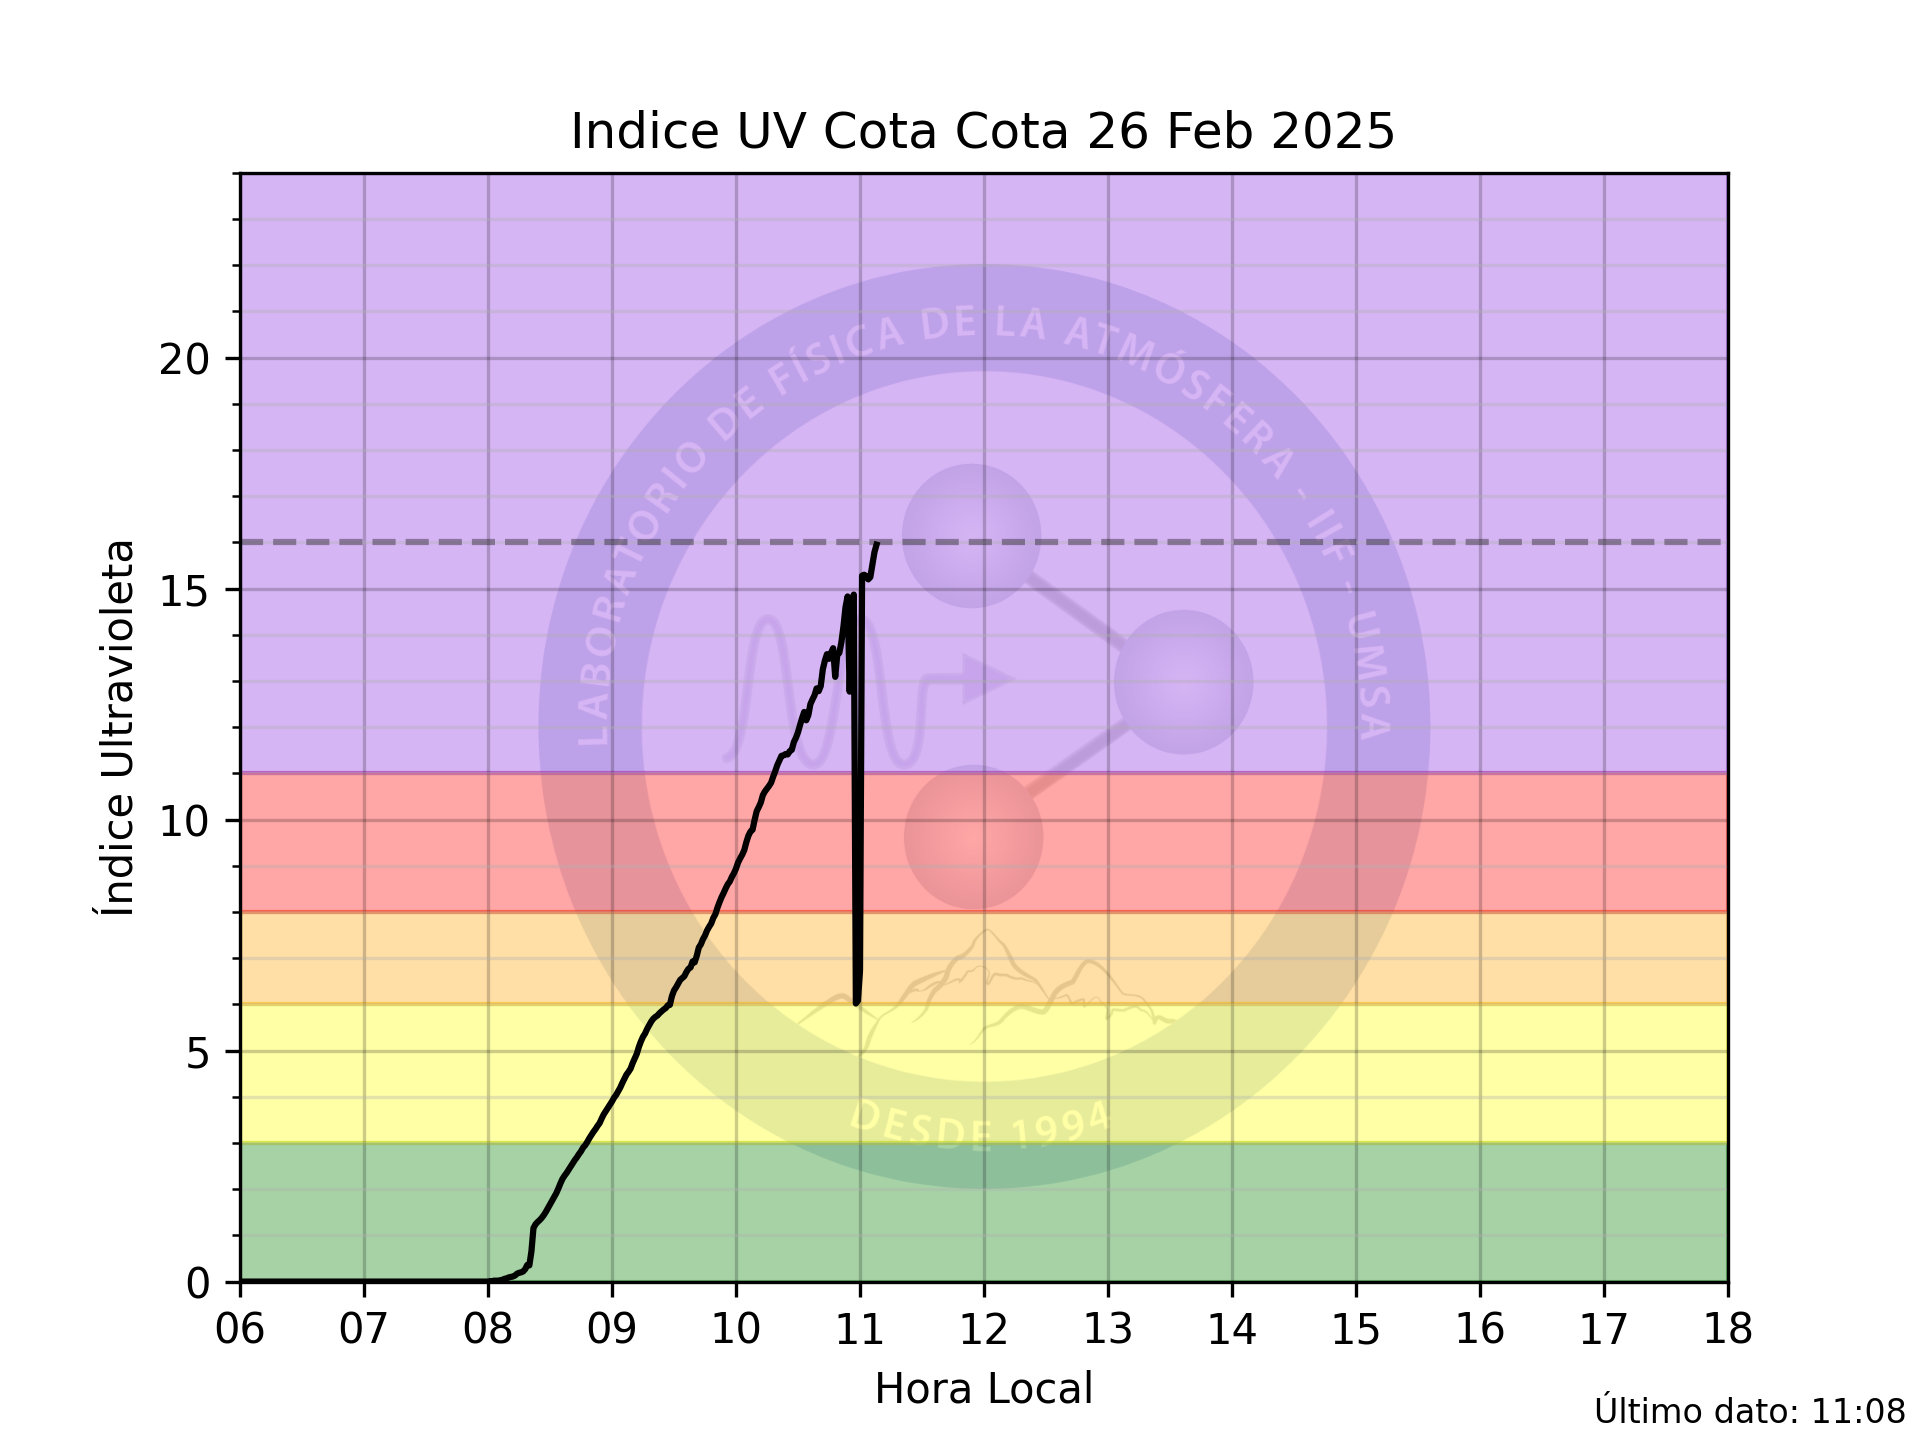 Indice UV Cota Cota 26 Feb 2025
LABORATORIO DE FÍSICA DE LA ATMÓSFERA - IIF - UMSA
DESDE 1994
Índice Ultravioleta
20
15
10
5
0
06 07 08 09 10 11 12 13 14 15 16 17 18
Hora Local
Último dato: 11:08